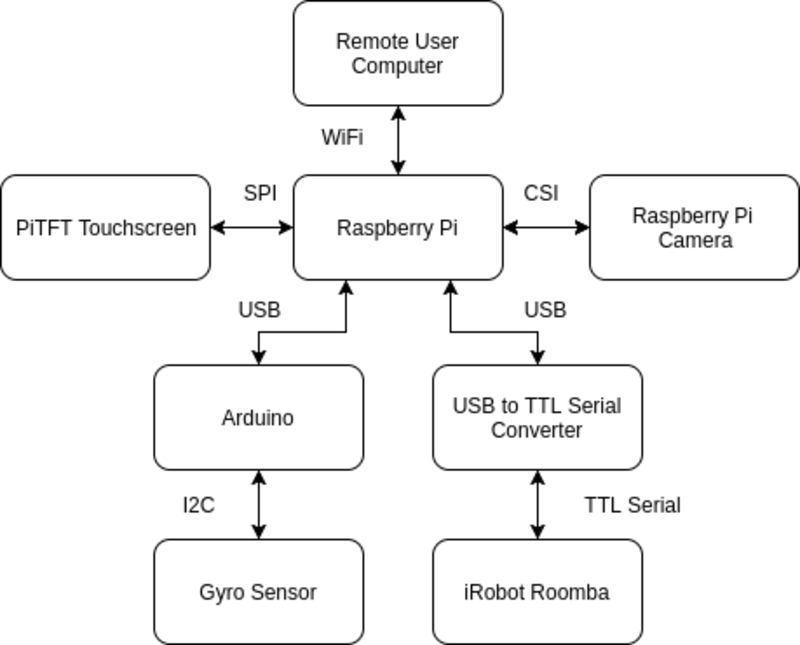 Remote User
Computer
WiFi
SPI
CSI
PiTFT Touchscreen
Raspberry Pi
Raspberry Pi
Camera
USB
USB
Arduino
USB to TTL Serial
Converter
I2C
TTL Serial
Gyro Sensor
iRobot Roomba